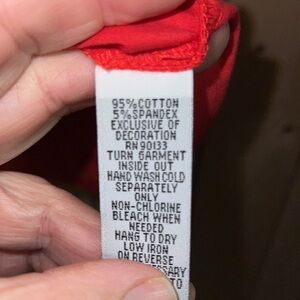 95%COTTON
5%SPANDEX
EXCLUSIVE OF
DECORATION
RN 90133
TURN GARMENT
INSIDE OUT
HAND WASH COLD
SEPARATELY
ONLY
NON-CHLORINE
BLEACH WHEN
NEEDED
HANG TO DRY
LOW IRON
ON REVERSE
TO